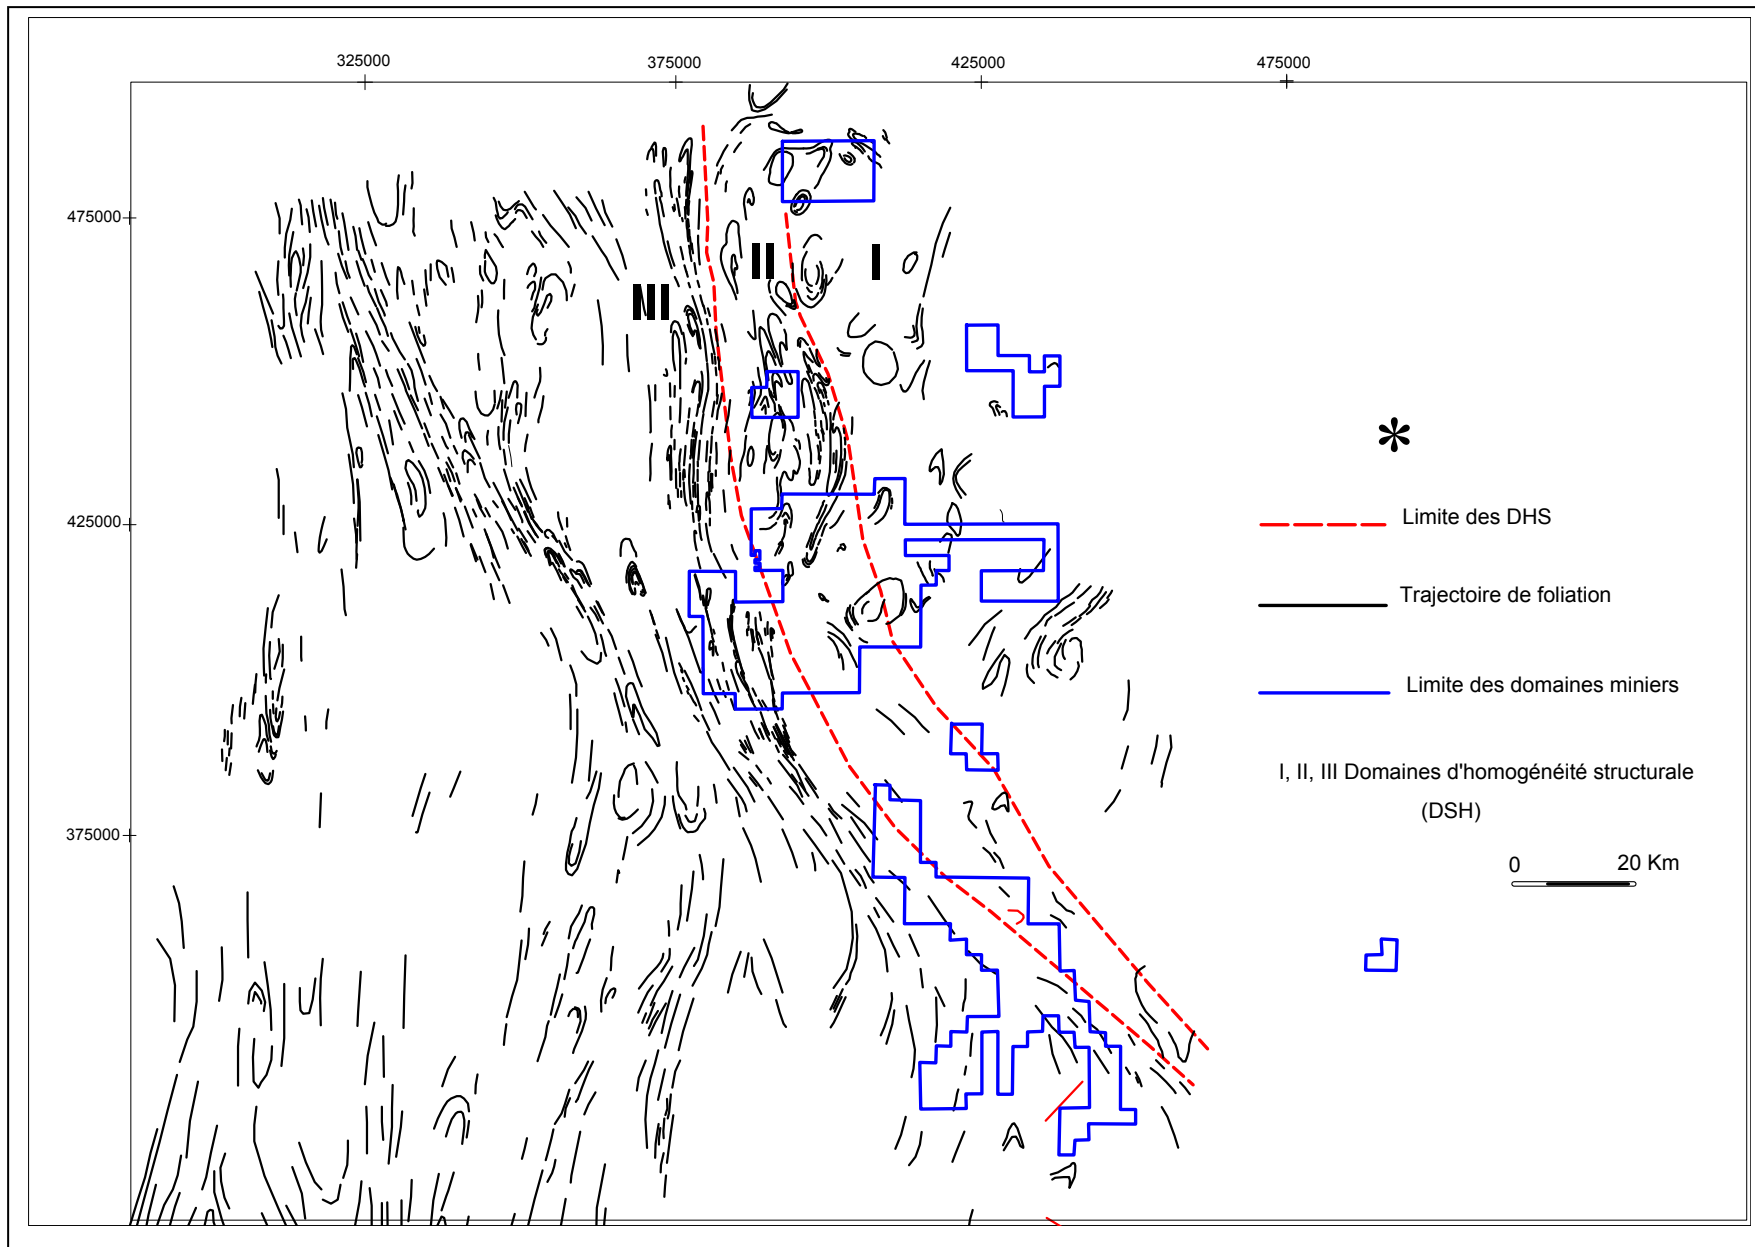 325000
375000
425000
475000
475000
425000
375000
III
II
I
*
Limite des DHS
Trajectoire de foliation
Limite des domaines miniers
I, II, III Domaines d'homogénéité structurale
(DSH)
0 20 Km